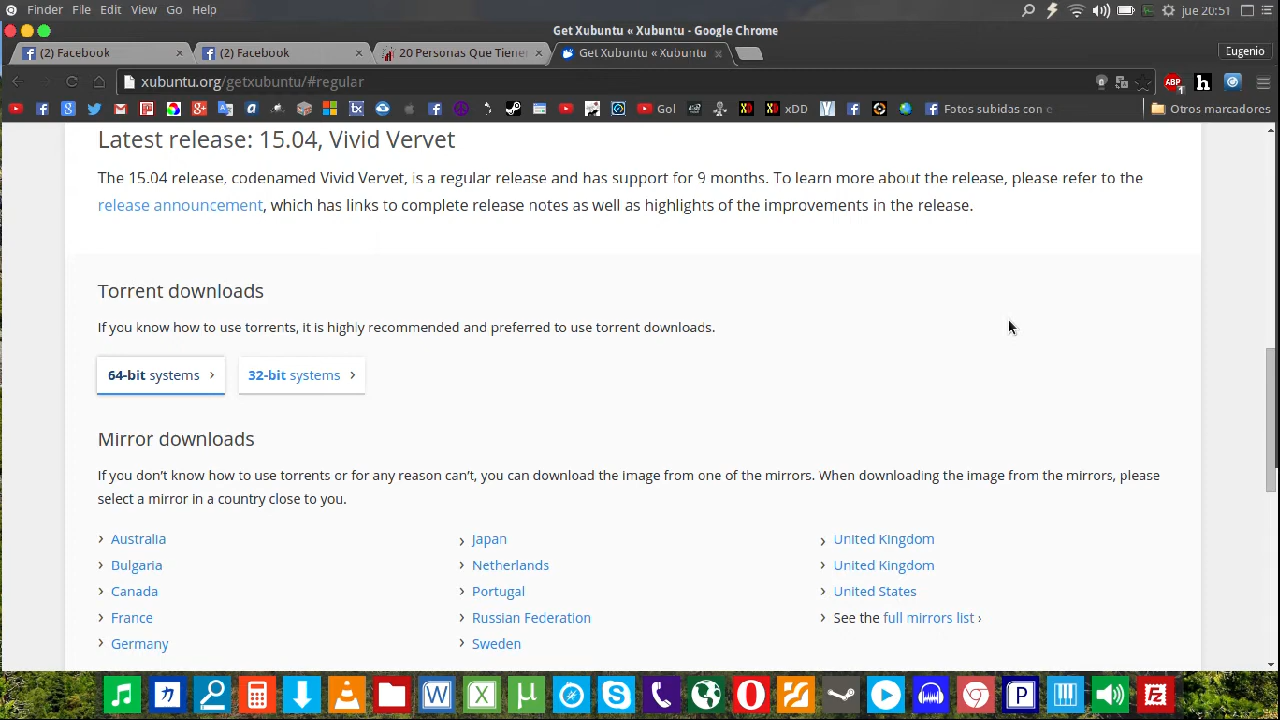 Finder File Edit View Go Help jue 20:51
Get Xubuntu « Xubuntu - Google Chrome
(2) Facebook (2) Facebook 20 Personas Que Tiene Get Xubuntu « Xubuntu Eugenio
xubuntu.org/getxubuntu/#regular
Gol xDD Fotos subidas con e Otros marcadores
Latest release: 15.04, Vivid Vervet
The 15.04 release, codenamed Vivid Vervet, is a regular release and has support for 9 months. To learn more about the release, please refer to the
release announcement, which has links to complete release notes as well as highlights of the improvements in the release.
Torrent downloads
If you know how to use torrents, it is highly recommended and preferred to use torrent downloads.
64-bit systems › 32-bit systems ›
Mirror downloads
If you don’t know how to use torrents or for any reason can’t, you can download the image from one of the mirrors. When downloading the image from the mirrors, please
select a mirror in a country close to you.
› Australia
› Bulgaria
› Canada
› France
› Germany
› Japan
› Netherlands
› Portugal
› Russian Federation
› Sweden
› United Kingdom
› United Kingdom
› United States
› See the full mirrors list ›